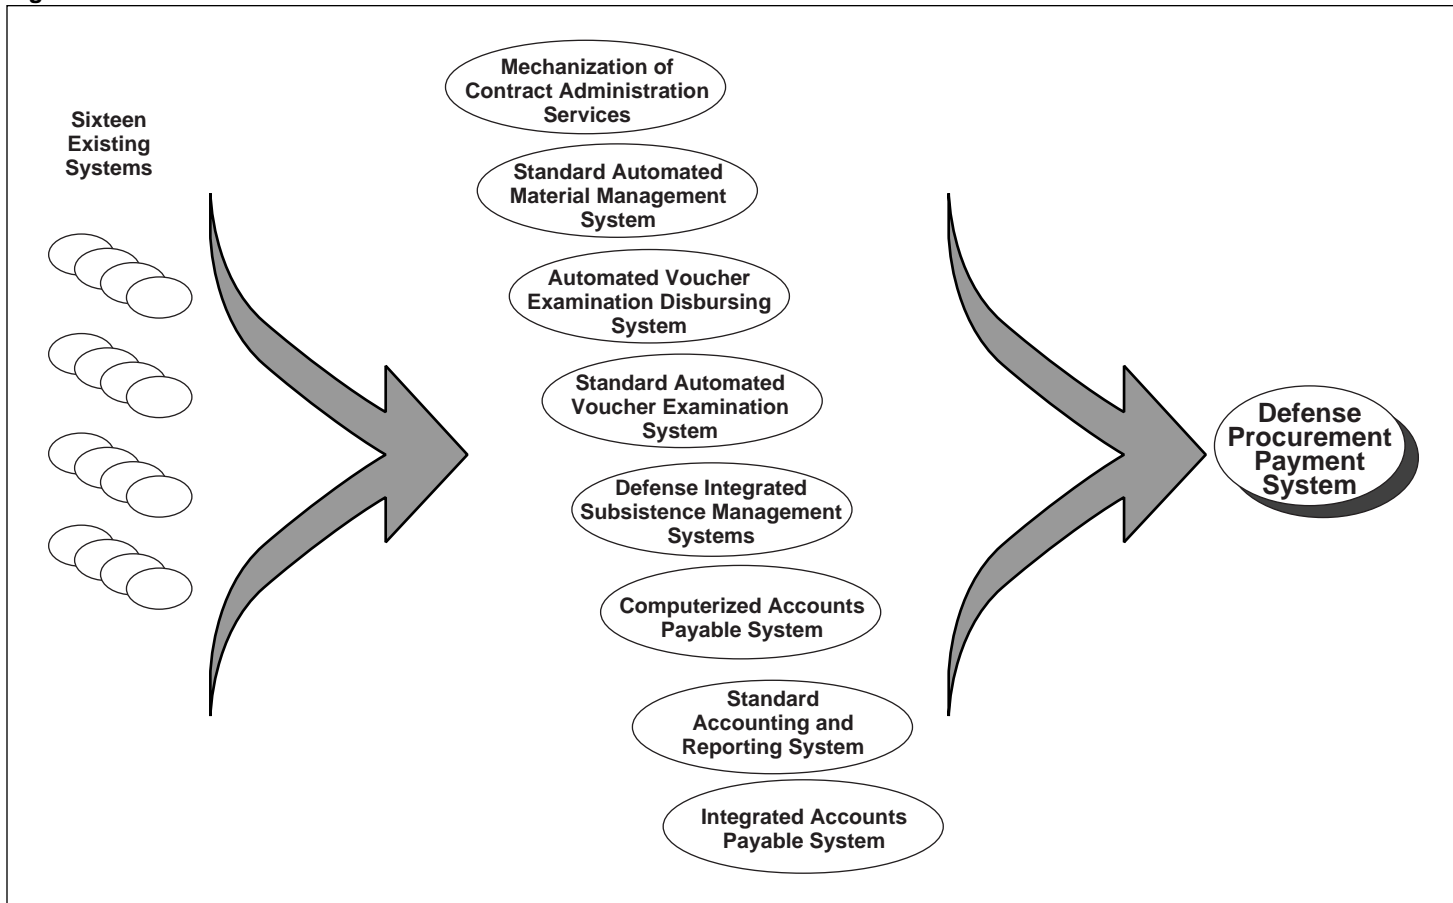 Sixteen
Existing
Systems
Mechanization of
Contract Administration
Services
Standard Automated
Material Management
System
Automated Voucher
Examination Disbursing
System
Standard Automated
Voucher Examination
System
Defense Integrated
Subsistence Management
Systems
Computerized Accounts
Payable System
Standard
Accounting and
Reporting System
Integrated Accounts
Payable System
Defense
Procurement
Payment
System